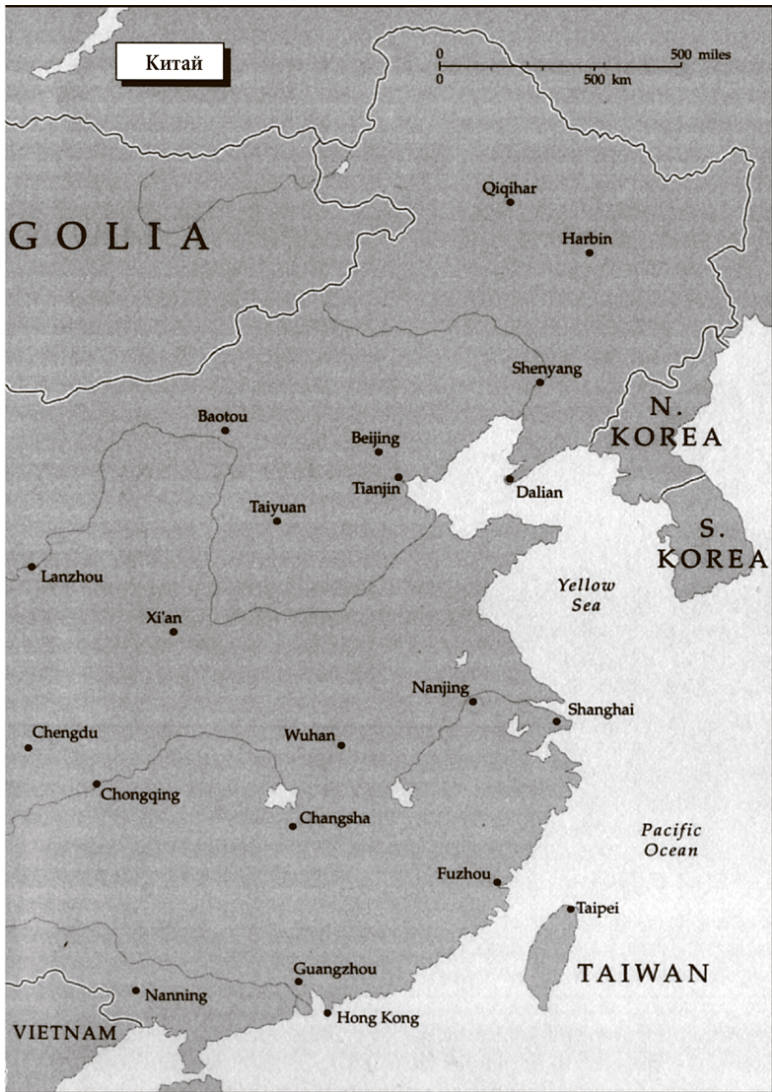 Китай
0 500 miles
0 500 km
Qiqihar
GOLIA
Harbin
Shenyang
Baotou
N.
KOREA
Beijing
Tianjin
Dalian
Taiyuan
S.
KOREA
Lanzhou
Yellow
Sea
Xi'an
Nanjing
Shanghai
Chengdu
Wuhan
Chongqing
Changsha
Pacific
Ocean
Fuzhou
Taipei
Guangzhou
TAIWAN
Nanning
Hong Kong
VIETNAM